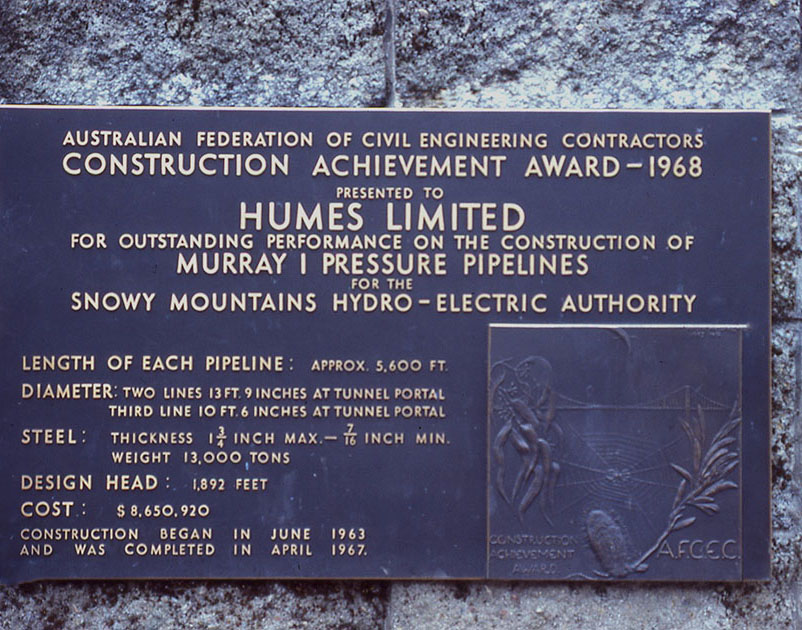 AUSTRALIAN FEDERATION OF CIVIL ENGINEERING CONTRACTORS
CONSTRUCTION ACHIEVEMENT AWARD – 1968
PRESENTED TO
HUMES LIMITED
FOR OUTSTANDING PERFORMANCE ON THE CONSTRUCTION OF
MURRAY 1 PRESSURE PIPELINES
FOR THE
SNOWY MOUNTAINS HYDRO – ELECTRIC AUTHORITY
LENGTH OF EACH PIPELINE: APPROX. 5,600 FT.
DIAMETER: TWO LINES 13 FT. 9 INCHES AT TUNNEL PORTAL
THIRD LINE 10 FT. 6 INCHES AT TUNNEL PORTAL
STEEL: THICKNESS 1 3/4 INCH MAX. – 7/16 INCH MIN.
WEIGHT 13,000 TONS
DESIGN HEAD: 1,892 FEET
COST: $8,650,920
CONSTRUCTION BEGAN IN JUNE 1963
AND WAS COMPLETED IN APRIL 1967.
CONSTRUCTION
ACHIEVEMENT
AWARD
A.F.C.E.C.